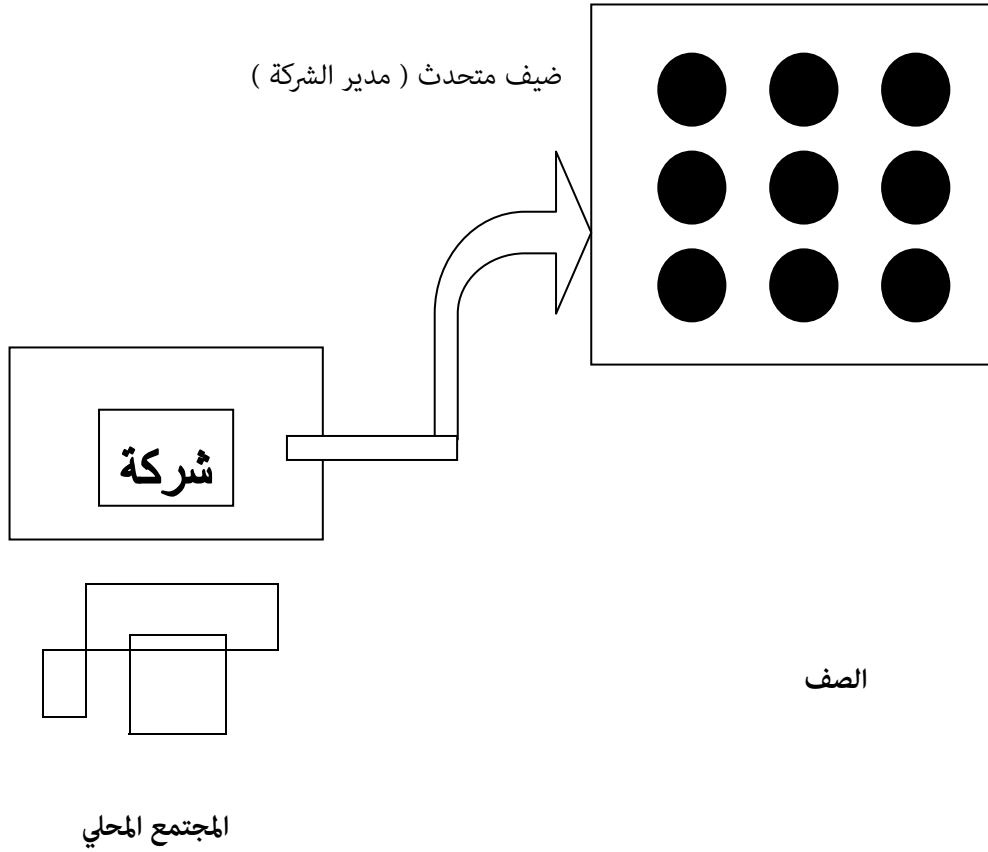 ضيف متحدث ( مدير الشركة )
شركة
الصف
المجتمع المحلي